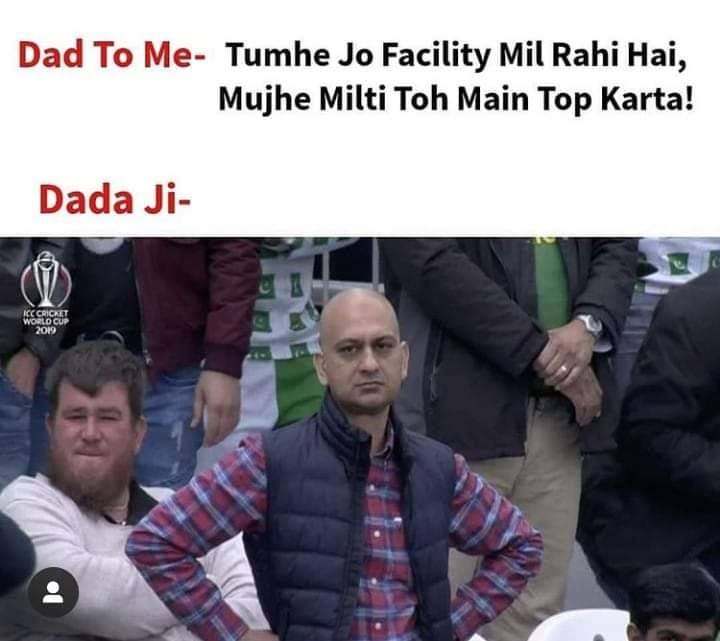 Dad To Me- Tumhe Jo Facility Mil Rahi Hai,
Mujhe Milti Toh Main Top Karta!
Dada Ji-
ICC CRICKET
WORLD CUP
2019